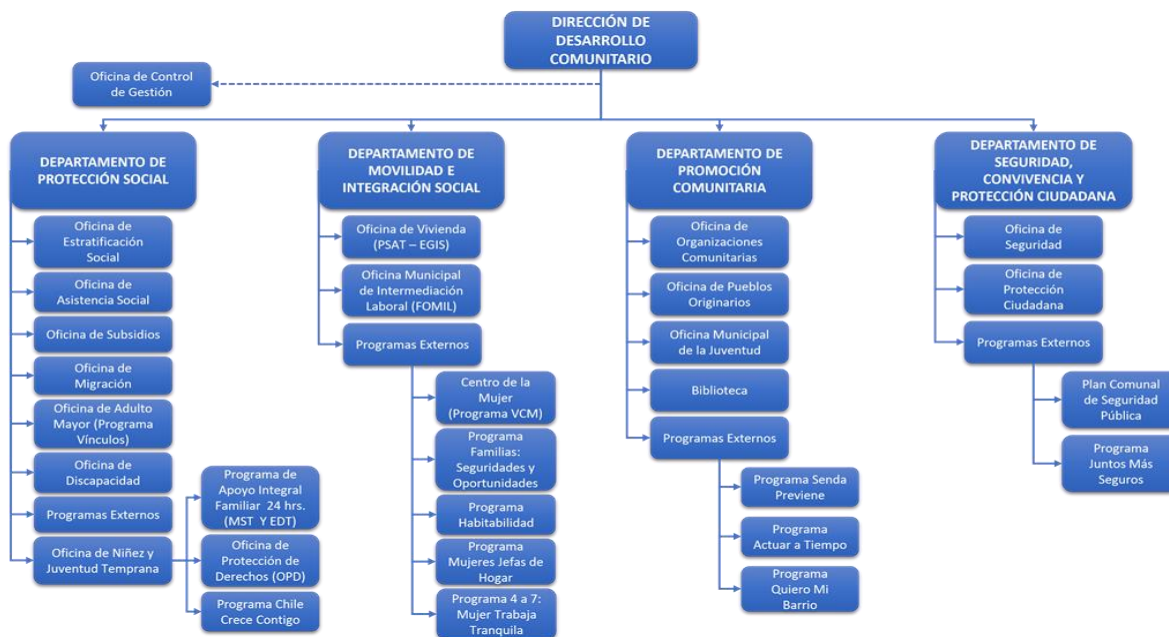 DIRECCIÓN DE
DESARROLLO
COMUNITARIO
Oficina de Control
de Gestión
DEPARTAMENTO DE
PROTECCIÓN SOCIAL
Oficina de
Estratificación
Social
Oficina de
Asistencia Social
Oficina de Subsidios
Oficina de
Migración
Oficina de Adulto
Mayor (Programa
Vínculos)
Oficina de
Discapacidad
Programas Externos
Oficina de Niñez y
Juventud Temprana
Programa de
Apoyo Integral
Familiar 24 hrs.
(MST Y EDT)
Oficina de
Protección de
Derechos (OPD)
Programa Chile
Crece Contigo
DEPARTAMENTO DE
MOVILIDAD E
INTEGRACIÓN SOCIAL
Oficina de Vivienda
(PSAT – EGIS)
Oficina Municipal
de Intermediación
Laboral (FOMIL)
Programas Externos
Centro de la
Mujer
(Programa VCM)
Programa
Familias:
Seguridades y
Oportunidades
Programa
Habitabilidad
Programa
Mujeres Jefas de
Hogar
Programa 4 a 7:
Mujer Trabaja
Tranquila
DEPARTAMENTO DE
PROMOCIÓN
COMUNITARIA
Oficina de
Organizaciones
Comunitarias
Oficina de Pueblos
Originarios
Oficina Municipal
de la Juventud
Biblioteca
Programas Externos
Programa Senda
Previene
Programa
Actuar a Tiempo
Programa
Quiero Mi
Barrio
DEPARTAMENTO DE
SEGURIDAD,
CONVIVENCIA Y
PROTECCIÓN CIUDADANA
Oficina de
Seguridad
Oficina de
Protección
Ciudadana
Programas Externos
Plan Comunal
de Seguridad
Pública
Programa
Juntos Más
Seguros